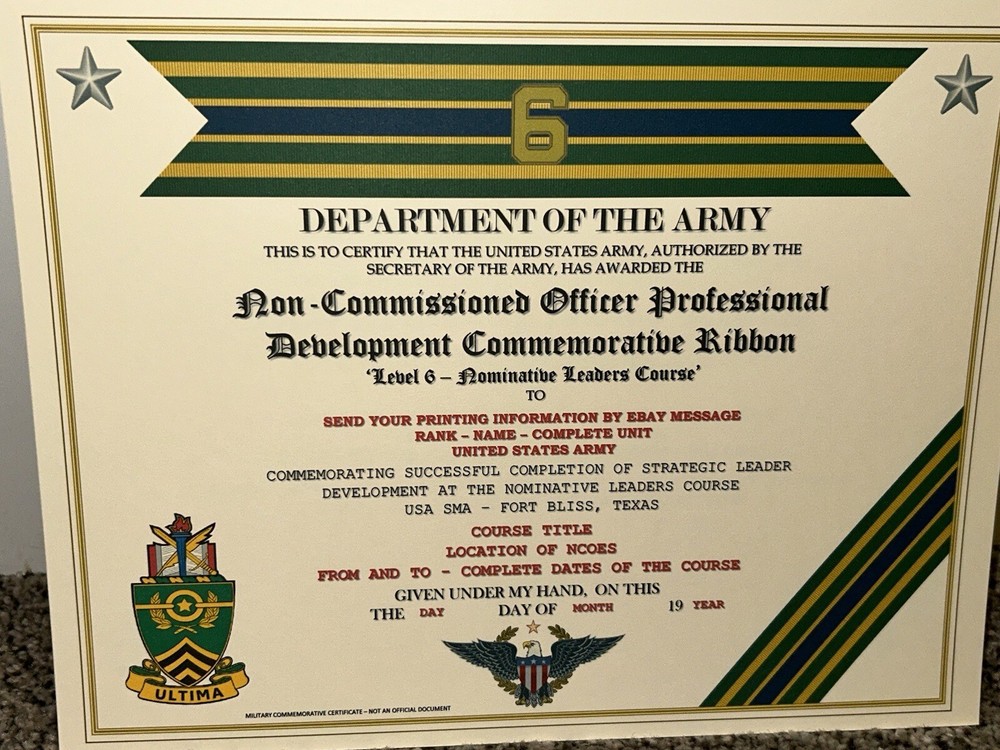 6
DEPARTMENT OF THE ARMY
THIS IS TO CERTIFY THAT THE UNITED STATES ARMY, AUTHORIZED BY THE
SECRETARY OF THE ARMY, HAS AWARDED THE
Non-Commissioned Officer Professional
Development Commemorative Ribbon
'Level 6 – Nominative Leaders Course'
TO
SEND YOUR PRINTING INFORMATION BY EBAY MESSAGE
RANK – NAME – COMPLETE UNIT
UNITED STATES ARMY
COMMEMORATING SUCCESSFUL COMPLETION OF STRATEGIC LEADER
DEVELOPMENT AT THE NOMINATIVE LEADERS COURSE
USA SMA – FORT BLISS, TEXAS
COURSE TITLE
LOCATION OF NCOES
FROM AND TO – COMPLETE DATES OF THE COURSE
GIVEN UNDER MY HAND, ON THIS
THE DAY DAY OF MONTH 19 YEAR
ULTIMA
MILITARY COMMEMORATIVE CERTIFICATE – NOT AN OFFICIAL DOCUMENT